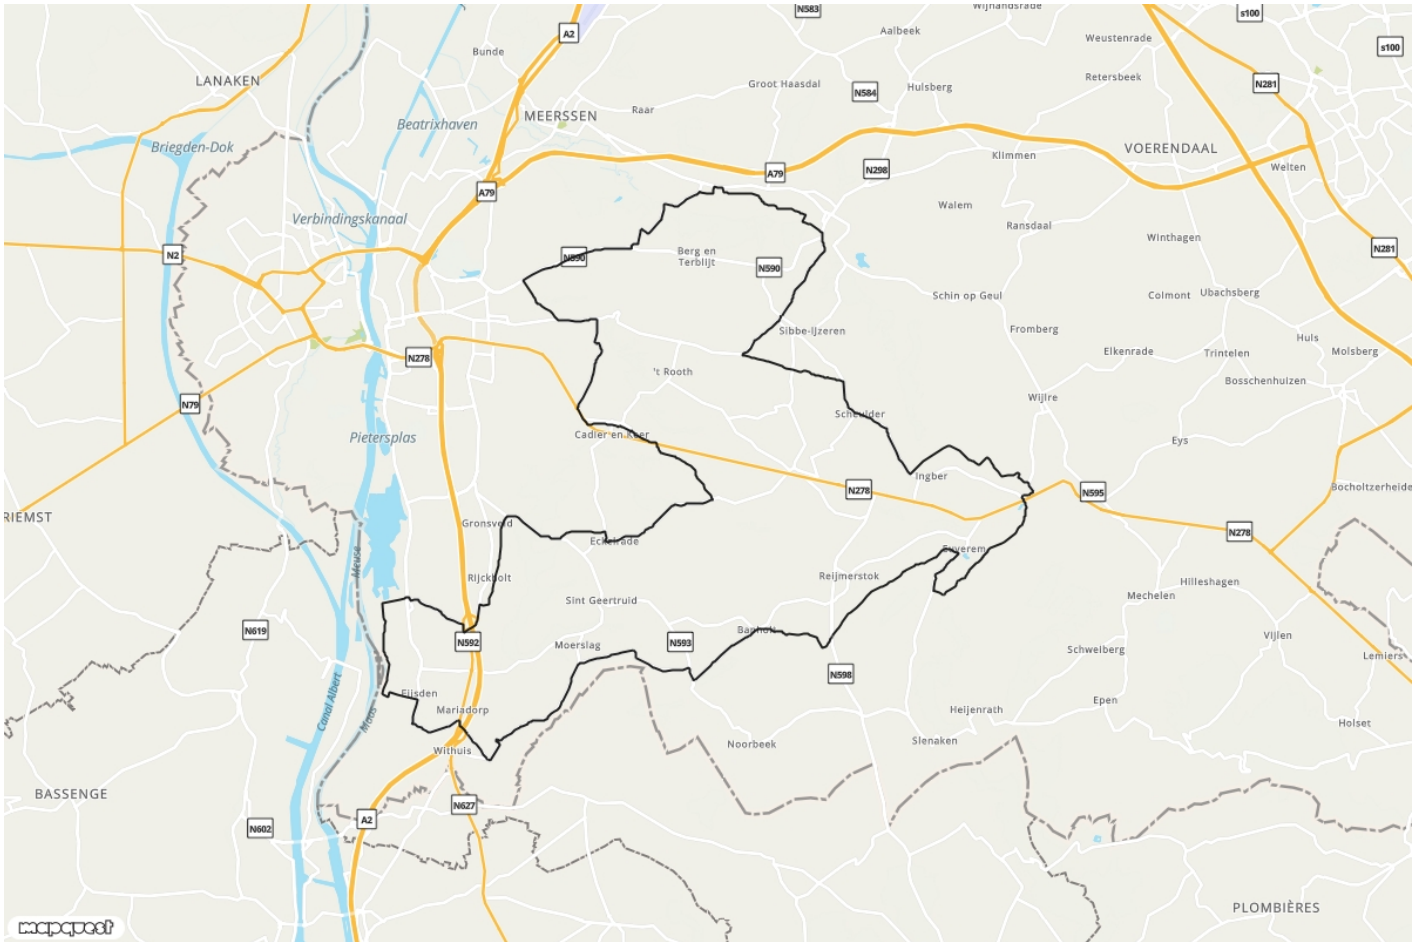 N583
Wijnandsrade
s100
A2
Aalbeek
Weustenrade
s100
Bunde
LANAKEN
Groot Haasdal
Hulsberg
Retersbeek
N281
N584
Raar
MEERSSEN
Beatrixhaven
Briegden-Dok
Klimmen
VOERENDAAL
A79
N298
Welten
A79
Walem
Verbindingskanaal
Ransdaal
Winthagen
N281
N2
N590
Berg en
Terblijt
N590
Schin op Geul
Colmont
Ubachsberg
Sibbe-IJzeren
Fromberg
Huls
N278
Elkenrade
Trintelen
Molsberg
't Rooth
Bosschenhuizen
N79
Wijlre
Scheulder
Pietersplas
Cadier en Keer
Eys
Ingber
N278
N595
Bocholtzerheide
RIEMST
Gronsveld
N278
Eckelrade
Euverem
Meuse
Rijckholt
Reijmerstok
Hilleshagen
Mechelen
Sint Geertruid
N619
N592
Banholt
Vijlen
Moerslag
N593
Schweiberg
Lemiers
N598
Canal Albert
Eijsden
Maas
Mariadorp
Heijenrath
Epen
Holset
Withuis
Noorbeek
Slenaken
BASSENGE
N627
A2
N602
PLOMBIÈRES
mapquest